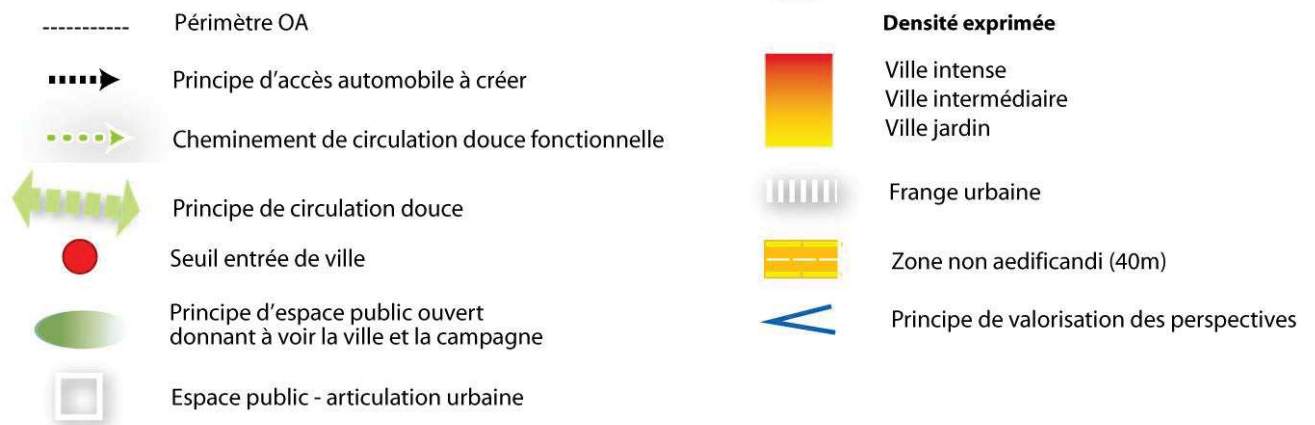 Périmètre OA
Principe d'accès automobile à créer
Cheminement de circulation douce fonctionnelle
Principe de circulation douce
Seuil entrée de ville
Principe d'espace public ouvert
donnant à voir la ville et la campagne
Espace public - articulation urbaine
Densité exprimée
Ville intense
Ville intermédiaire
Ville jardin
Frange urbaine
Zone non aedificandi (40m)
Principe de valorisation des perspectives